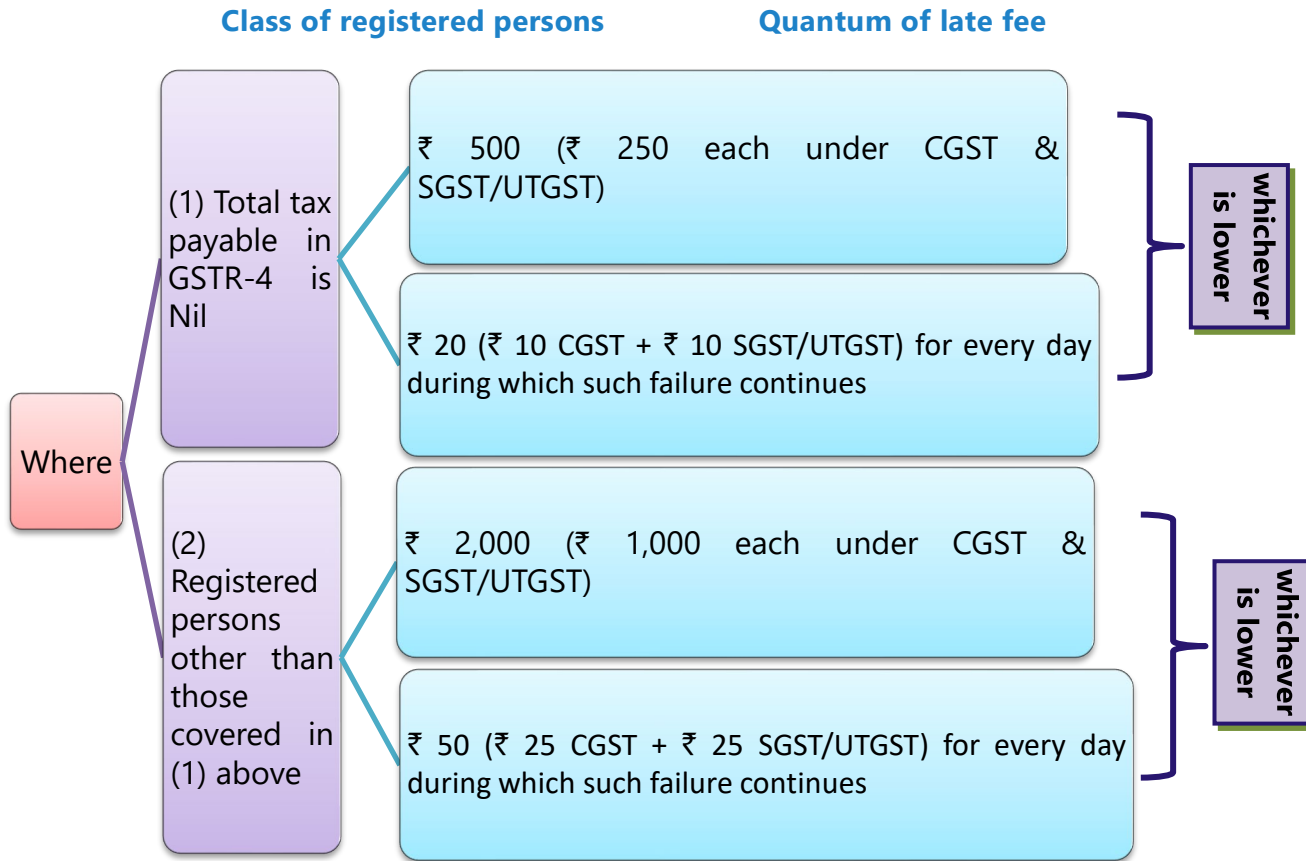 Class of registered persons
Quantum of late fee
Where
(1) Total tax
payable in
GSTR-4 is
Nil
₹ 500 (₹ 250 each under CGST &
SGST/UTGST)
₹ 20 (₹ 10 CGST + ₹ 10 SGST/UTGST) for every day
during which such failure continues
whichever
is lower
(2)
Registered
persons
other than
those
covered in
(1) above
₹ 2,000 (₹ 1,000 each under CGST &
SGST/UTGST)
₹ 50 (₹ 25 CGST + ₹ 25 SGST/UTGST) for every day
during which such failure continues
whichever
is lower